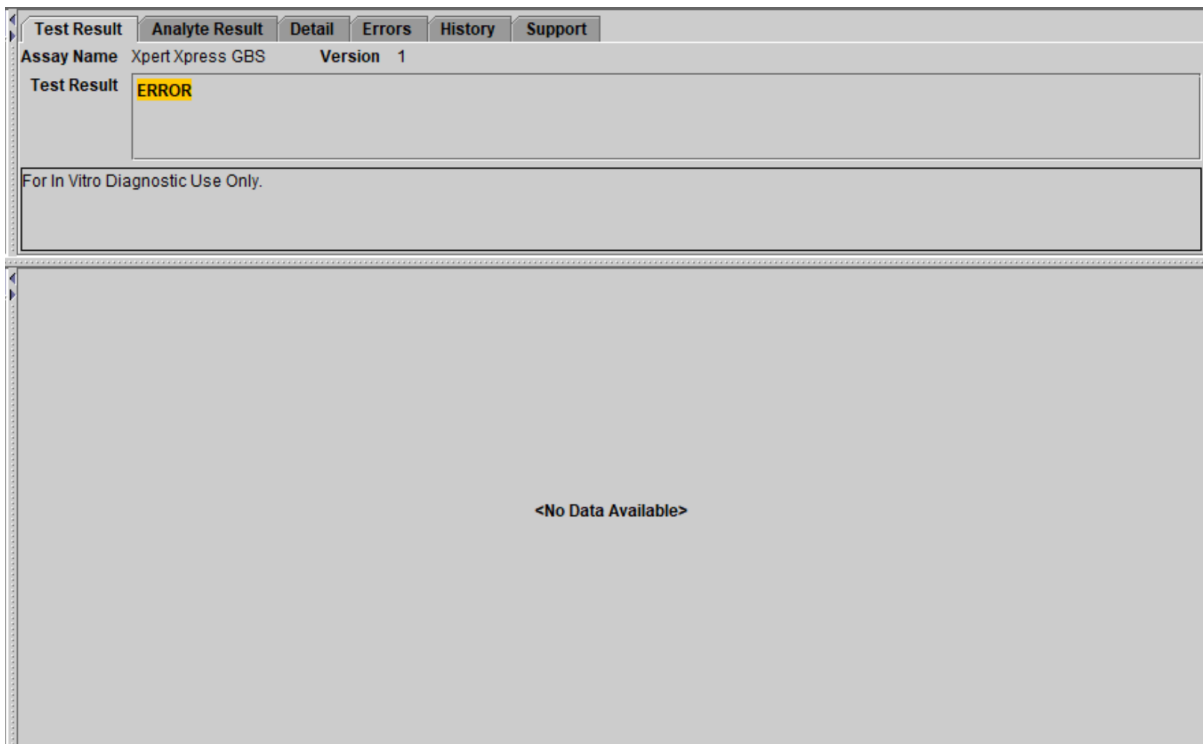 Test Result Analyte Result Detail Errors History Support
Assay Name Xpert Xpress GBS Version 1
Test Result ERROR
For In Vitro Diagnostic Use Only.
<No Data Available>